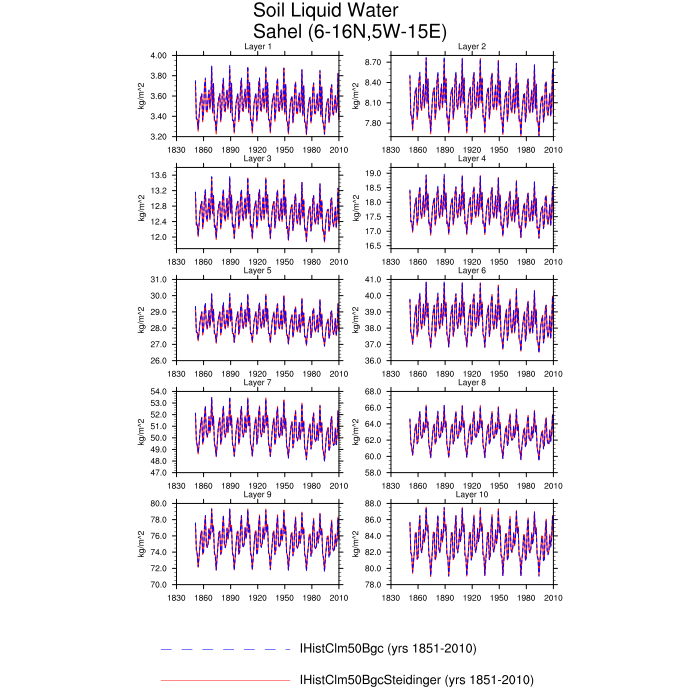 Soil Liquid Water
Sahel (6-16N,5W-15E)
Layer 1
4.00
3.80
3.60
3.40
3.20
kg/m^2
1830 1860 1890 1920 1950 1980 2010
Layer 2
8.70
8.40
8.10
7.80
kg/m^2
1830 1860 1890 1920 1950 1980 2010
Layer 3
13.6
13.2
12.8
12.4
12.0
kg/m^2
1830 1860 1890 1920 1950 1980 2010
Layer 4
19.0
18.5
18.0
17.5
17.0
16.5
kg/m^2
1830 1860 1890 1920 1950 1980 2010
Layer 5
31.0
30.0
29.0
28.0
27.0
26.0
kg/m^2
1830 1860 1890 1920 1950 1980 2010
Layer 6
41.0
40.0
39.0
38.0
37.0
36.0
kg/m^2
1830 1860 1890 1920 1950 1980 2010
Layer 7
54.0
53.0
52.0
51.0
50.0
49.0
48.0
47.0
kg/m^2
1830 1860 1890 1920 1950 1980 2010
Layer 8
68.0
66.0
64.0
62.0
60.0
58.0
kg/m^2
1830 1860 1890 1920 1950 1980 2010
Layer 9
80.0
78.0
76.0
74.0
72.0
70.0
kg/m^2
1830 1860 1890 1920 1950 1980 2010
Layer 10
88.0
86.0
84.0
82.0
80.0
78.0
kg/m^2
1830 1860 1890 1920 1950 1980 2010
IHistClm50Bgc (yrs 1851-2010)
IHistClm50BgcSteidinger (yrs 1851-2010)